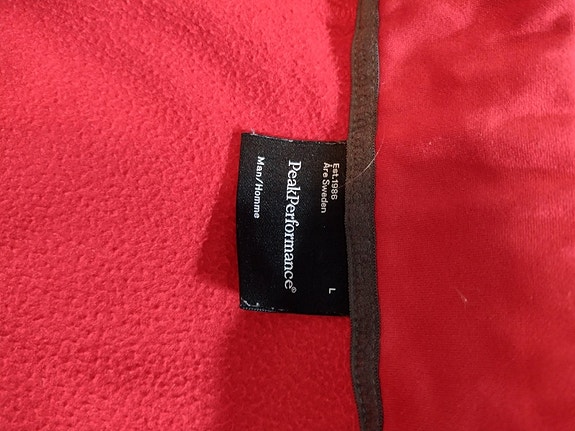 Est.1986
Åre Sweden
L
PeakPerformance®
Man/Homme